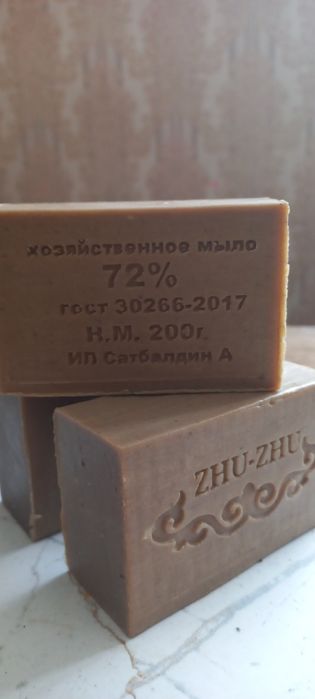 хозяйственное мыло
72%
гост 30266-2017
Н.М. 200г.
ИП Сатбалдин А
ZHU-ZHU